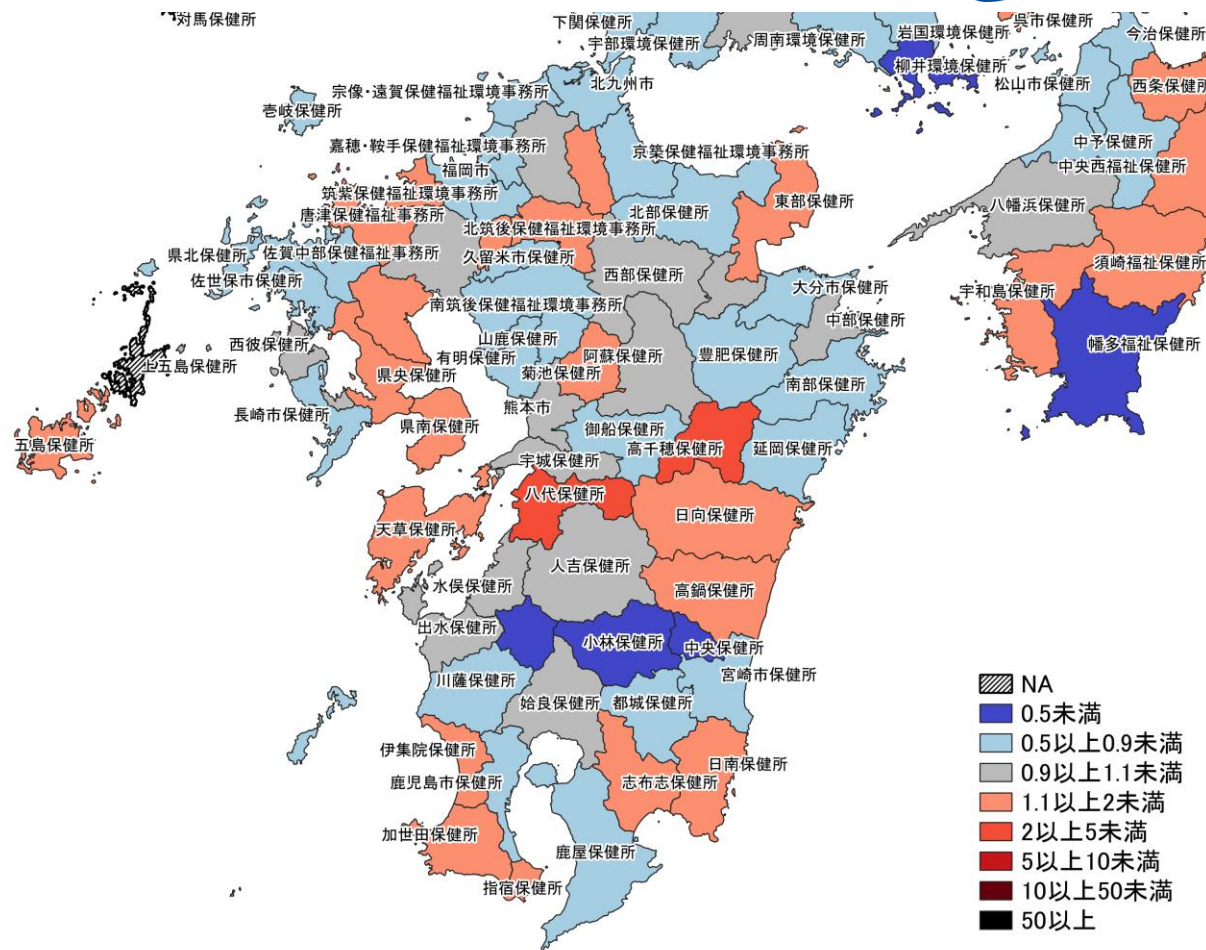 対馬保健所
下関保健所
宇部環境保健所
周南環境保健所
岩国環境保健所
柳井環境保健所
呉市保健所
今治保健所
松山市保健所
西条保健所
中予保健所
中央西福祉保健所
八幡浜保健所
須崎福祉保健所
宇和島保健所
幡多福祉保健所
北九州市
宗像・遠賀保健福祉環境事務所
壱岐保健所
嘉穂・鞍手保健福祉環境事務所
京築保健福祉環境事務所
福岡市
筑紫保健福祉環境事務所
東部保健所
唐津保健福祉事務所
北部保健所
北筑後保健福祉環境事務所
県北保健所
佐賀中部保健福祉事務所
久留米市保健所
西部保健所
佐世保市保健所
大分市保健所
南筑後保健福祉環境事務所
中部保健所
西彼保健所
山鹿保健所
有明保健所
阿蘇保健所
豊肥保健所
上五島保健所
県央保健所
菊池保健所
南部保健所
長崎市保健所
熊本市
県南保健所
御船保健所
五島保健所
高千穂保健所
延岡保健所
宇城保健所
八代保健所
日向保健所
天草保健所
人吉保健所
水俣保健所
高鍋保健所
出水保健所
小林保健所
中央保健所
宮崎市保健所
川薩保健所
姶良保健所
都城保健所
伊集院保健所
日南保健所
鹿児島市保健所
志布志保健所
加世田保健所
鹿屋保健所
指宿保健所
NA
0.5未満
0.5以上0.9未満
0.9以上1.1未満
1.1以上2未満
2以上5未満
5以上10未満
10以上50未満
50以上